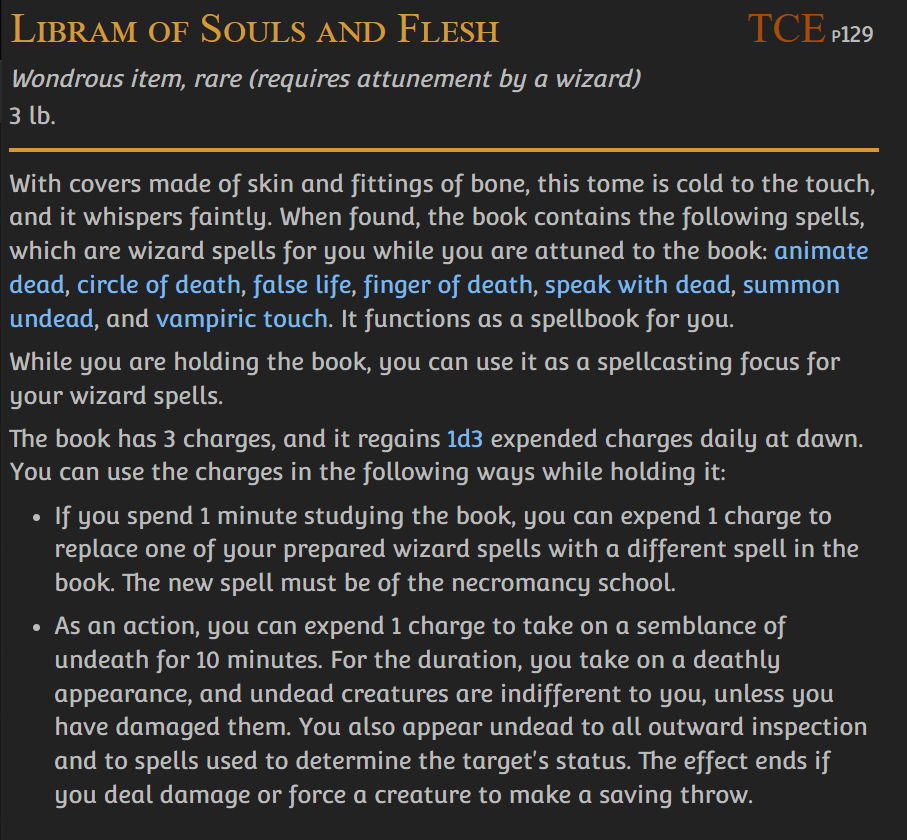 Libram of Souls and Flesh TCE P129
Wondrous item, rare (requires attunement by a wizard)
3 lb.
With covers made of skin and fittings of bone, this tome is cold to the touch,
and it whispers faintly. When found, the book contains the following spells,
which are wizard spells for you while you are attuned to the book: animate
dead, circle of death, false life, finger of death, speak with dead, summon
undead, and vampiric touch. It functions as a spellbook for you.
While you are holding the book, you can use it as a spellcasting focus for
your wizard spells.
The book has 3 charges, and it regains 1d3 expended charges daily at dawn.
You can use the charges in the following ways while holding it:
• If you spend 1 minute studying the book, you can expend 1 charge to
replace one of your prepared wizard spells with a different spell in the
book. The new spell must be of the necromancy school.
• As an action, you can expend 1 charge to take on a semblance of
undeath for 10 minutes. For the duration, you take on a deathly
appearance, and undead creatures are indifferent to you, unless you
have damaged them. You also appear undead to all outward inspection
and to spells used to determine the target's status. The effect ends if
you deal damage or force a creature to make a saving throw.